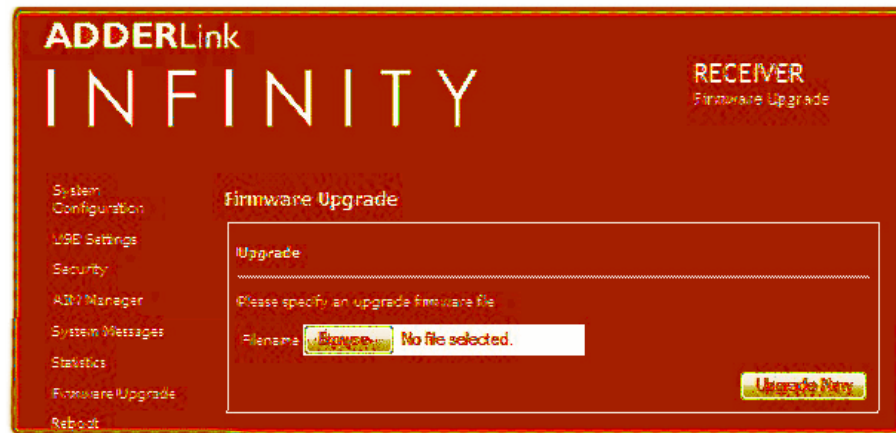 ADDERLink
INFINITY
RECEIVER
Firmware Upgrade
System
Configuration
USB Settings
Security
AIM Manager
System Messages
Statistics
Firmware Upgrade
Reboot
Firmware Upgrade
Upgrade
Please specify an upgrade firmware file
Filename Browse... No file selected.
Upgrade Now